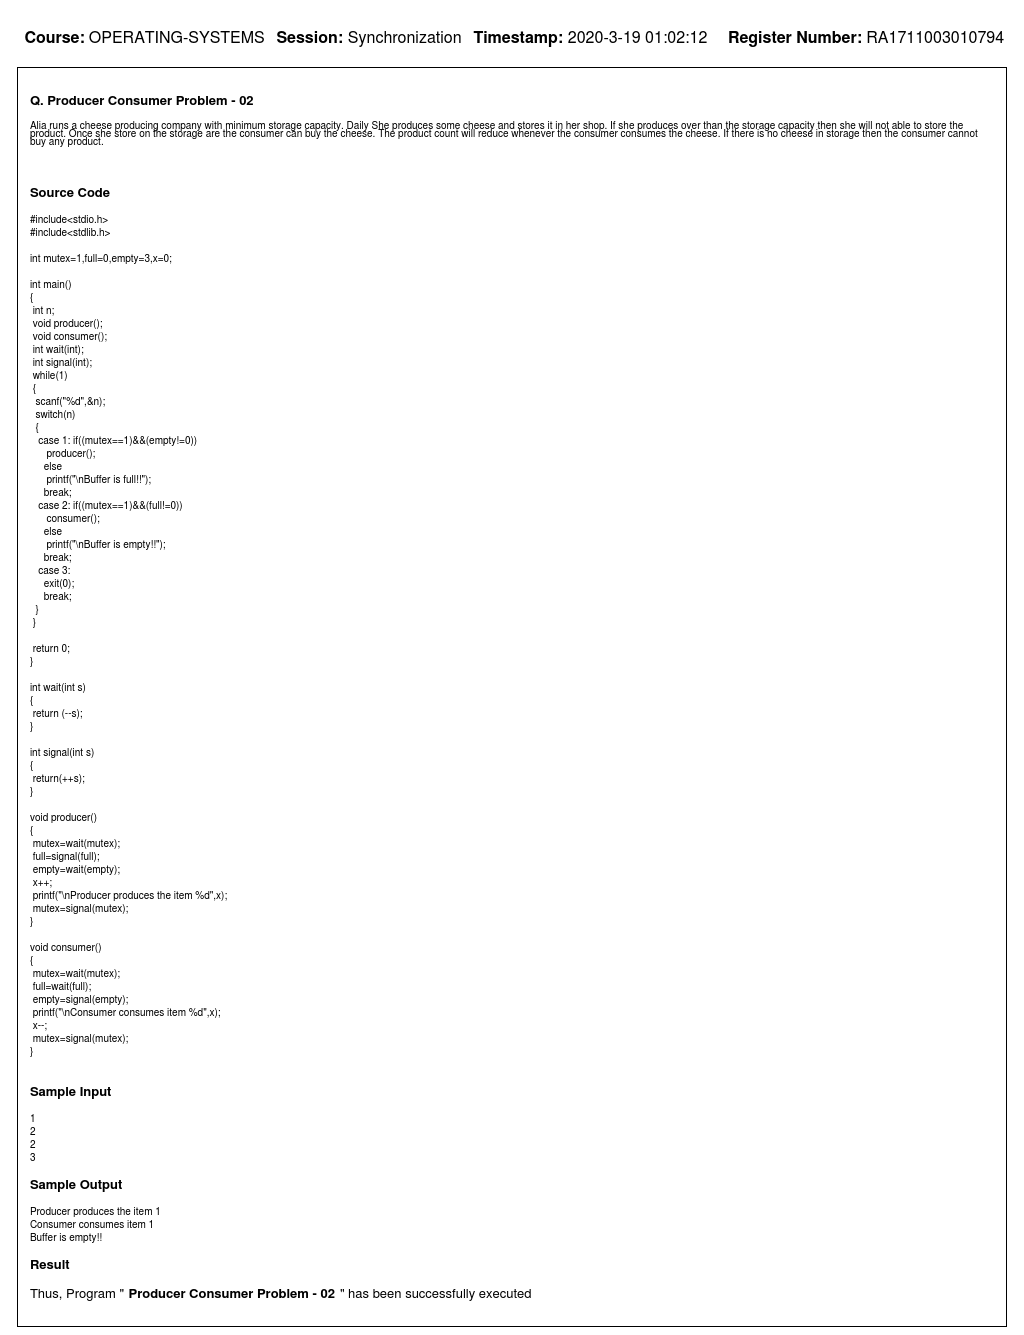 Course: OPERATING-SYSTEMS Session: Synchronization Timestamp: 2020-3-19 01:02:12 Register Number: RA1711003010794
Q. Producer Consumer Problem - 02
Alia runs a cheese producing company with minimum storage capacity. Daily She produces some cheese and stores it in her shop. If she produces over than the storage capacity then she will not able to store the
product. Once she store on the storage are the consumer can buy the cheese. The product count will reduce whenever the consumer consumes the cheese. If there is no cheese in storage then the consumer cannot
buy any product.
Source Code
#include<stdio.h>
#include<stdlib.h>
int mutex=1,full=0,empty=3,x=0;
int main()
{
int n;
void producer();
void consumer();
int wait(int);
int signal(int);
while(1)
{
scanf("%d",&n);
switch(n)
{
case 1: if((mutex==1)&&(empty!=0))
producer();
else
printf("\nBuffer is full!!");
break;
case 2: if((mutex==1)&&(full!=0))
consumer();
else
printf("\nBuffer is empty!!");
break;
case 3:
exit(0);
break;
}
}
return 0;
}
int wait(int s)
{
return (--s);
}
int signal(int s)
{
return(++s);
}
void producer()
{
mutex=wait(mutex);
full=signal(full);
empty=wait(empty);
x++;
printf("\nProducer produces the item %d",x);
mutex=signal(mutex);
}
void consumer()
{
mutex=wait(mutex);
full=wait(full);
empty=signal(empty);
printf("\nConsumer consumes item %d",x);
x--;
mutex=signal(mutex);
}
Sample Input
1
2
2
3
Sample Output
Producer produces the item 1
Consumer consumes item 1
Buffer is empty!!
Result
Thus, Program " Producer Consumer Problem - 02 " has been successfully executed